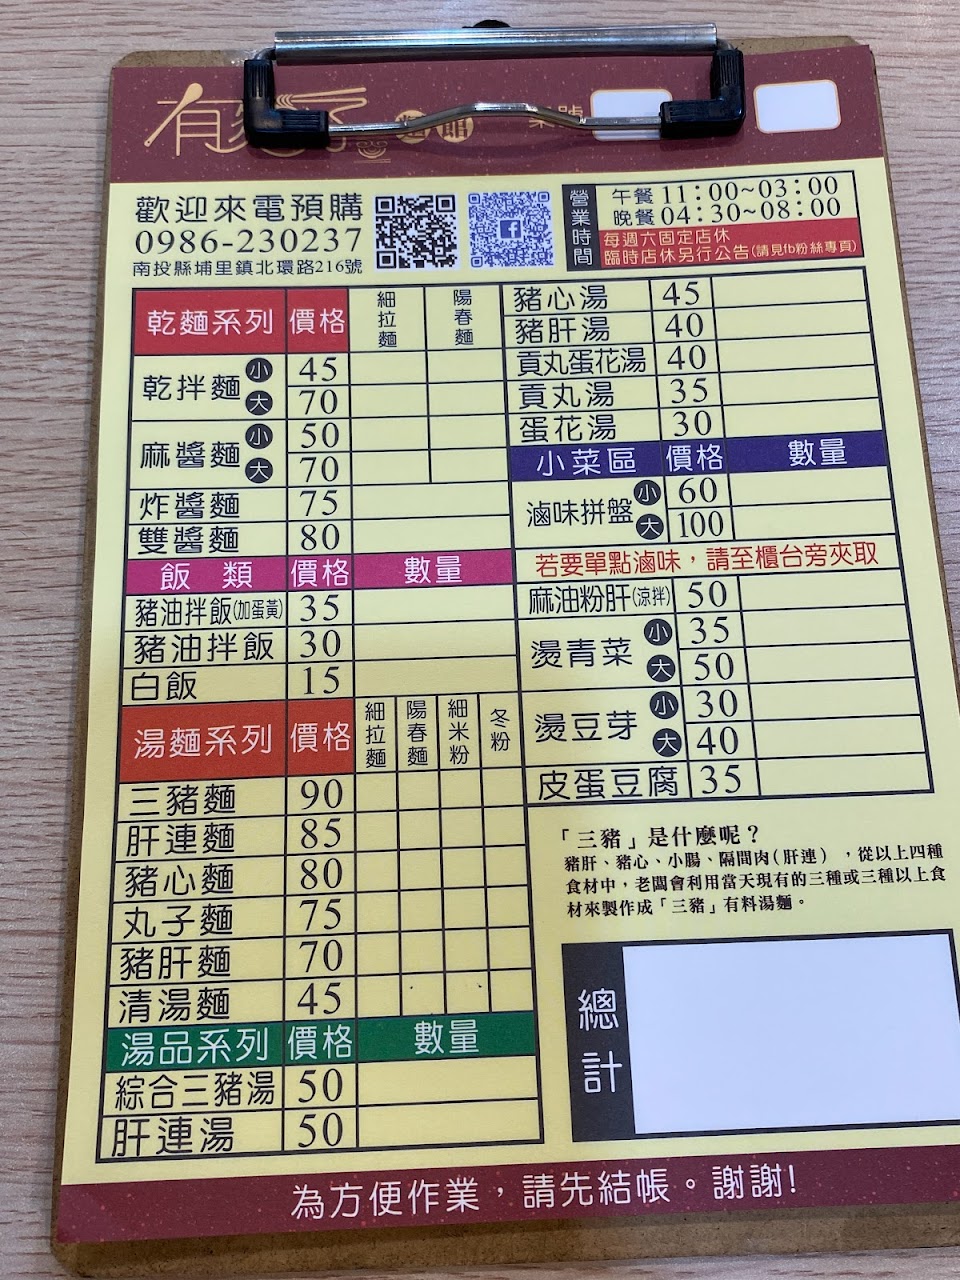 有
麵館
桌號
歡迎來電預購
0986-230237
南投縣埔里鎮北環路216號
營業時間
午餐 11：00~03：00
晚餐 04：30~08：00
每週六固定店休
臨時店休另行公告(請見fb粉絲專頁)
乾麵系列 價格 細拉麵 陽春麵
乾拌麵 小 45
大 70
麻醬麵 小 50
大 70
炸醬麵 75
雙醬麵 80
飯 類 價格 數量
豬油拌飯(加蛋黃) 35
豬油拌飯 30
白飯 15
湯麵系列 價格 細拉麵 陽春麵 細米粉 冬粉
三豬麵 90
肝連麵 85
豬心麵 80
丸子麵 75
豬肝麵 70
清湯麵 45
湯品系列 價格 數量
綜合三豬湯 50
肝連湯 50
豬心湯 45
豬肝湯 40
貢丸蛋花湯 40
貢丸湯 35
蛋花湯 30
小菜區 價格 數量
滷味拼盤 小 60
大 100
若要單點滷味，請至櫃台旁夾取
麻油粉肝(涼拌) 50
燙青菜 小 35
大 50
燙豆芽 小 30
大 40
皮蛋豆腐 35
「三豬」是什麼呢？
豬肝、豬心、小腸、隔間肉(肝連) ，從以上四種
食材中，老闆會利用當天現有的三種或三種以上食
材來製作成「三豬」有料湯麵。
總計
為方便作業，請先結帳。謝謝!